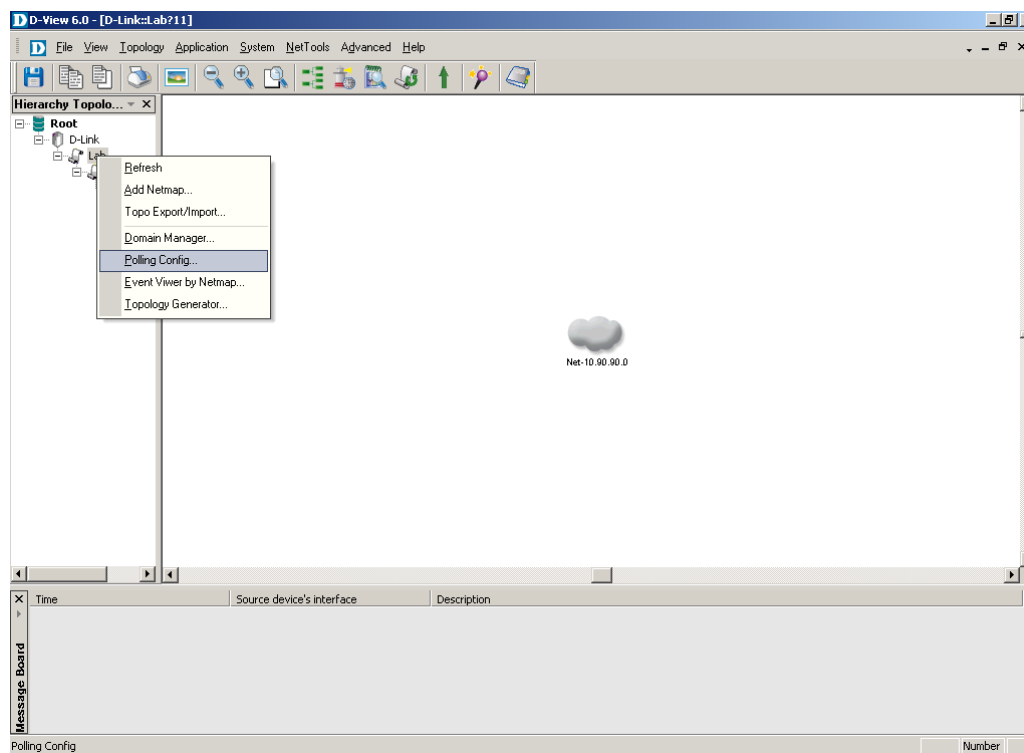 D-View 6.0 - [D-Link::Lab?11]
File View Topology Application System NetTools Advanced Help
Hierarchy Topolo...
Root
D-Link
Lab
Refresh
Add Netmap...
Topo Export/Import...
Domain Manager...
Polling Config...
Event Viwer by Netmap...
Topology Generator...
Net-10.90.90.0
Time Source device's interface Description
Message Board
Polling Config Number